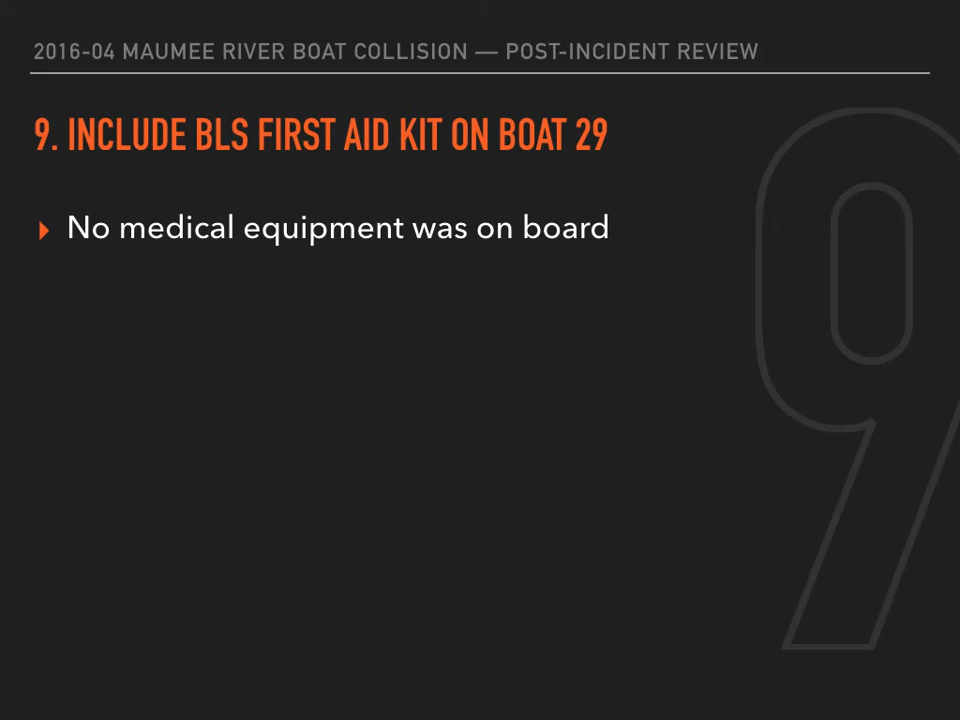 2016-04 MAUMEE RIVER BOAT COLLISION — POST-INCIDENT REVIEW
9. INCLUDE BLS FIRST AID KIT ON BOAT 29
▸ No medical equipment was on board
9